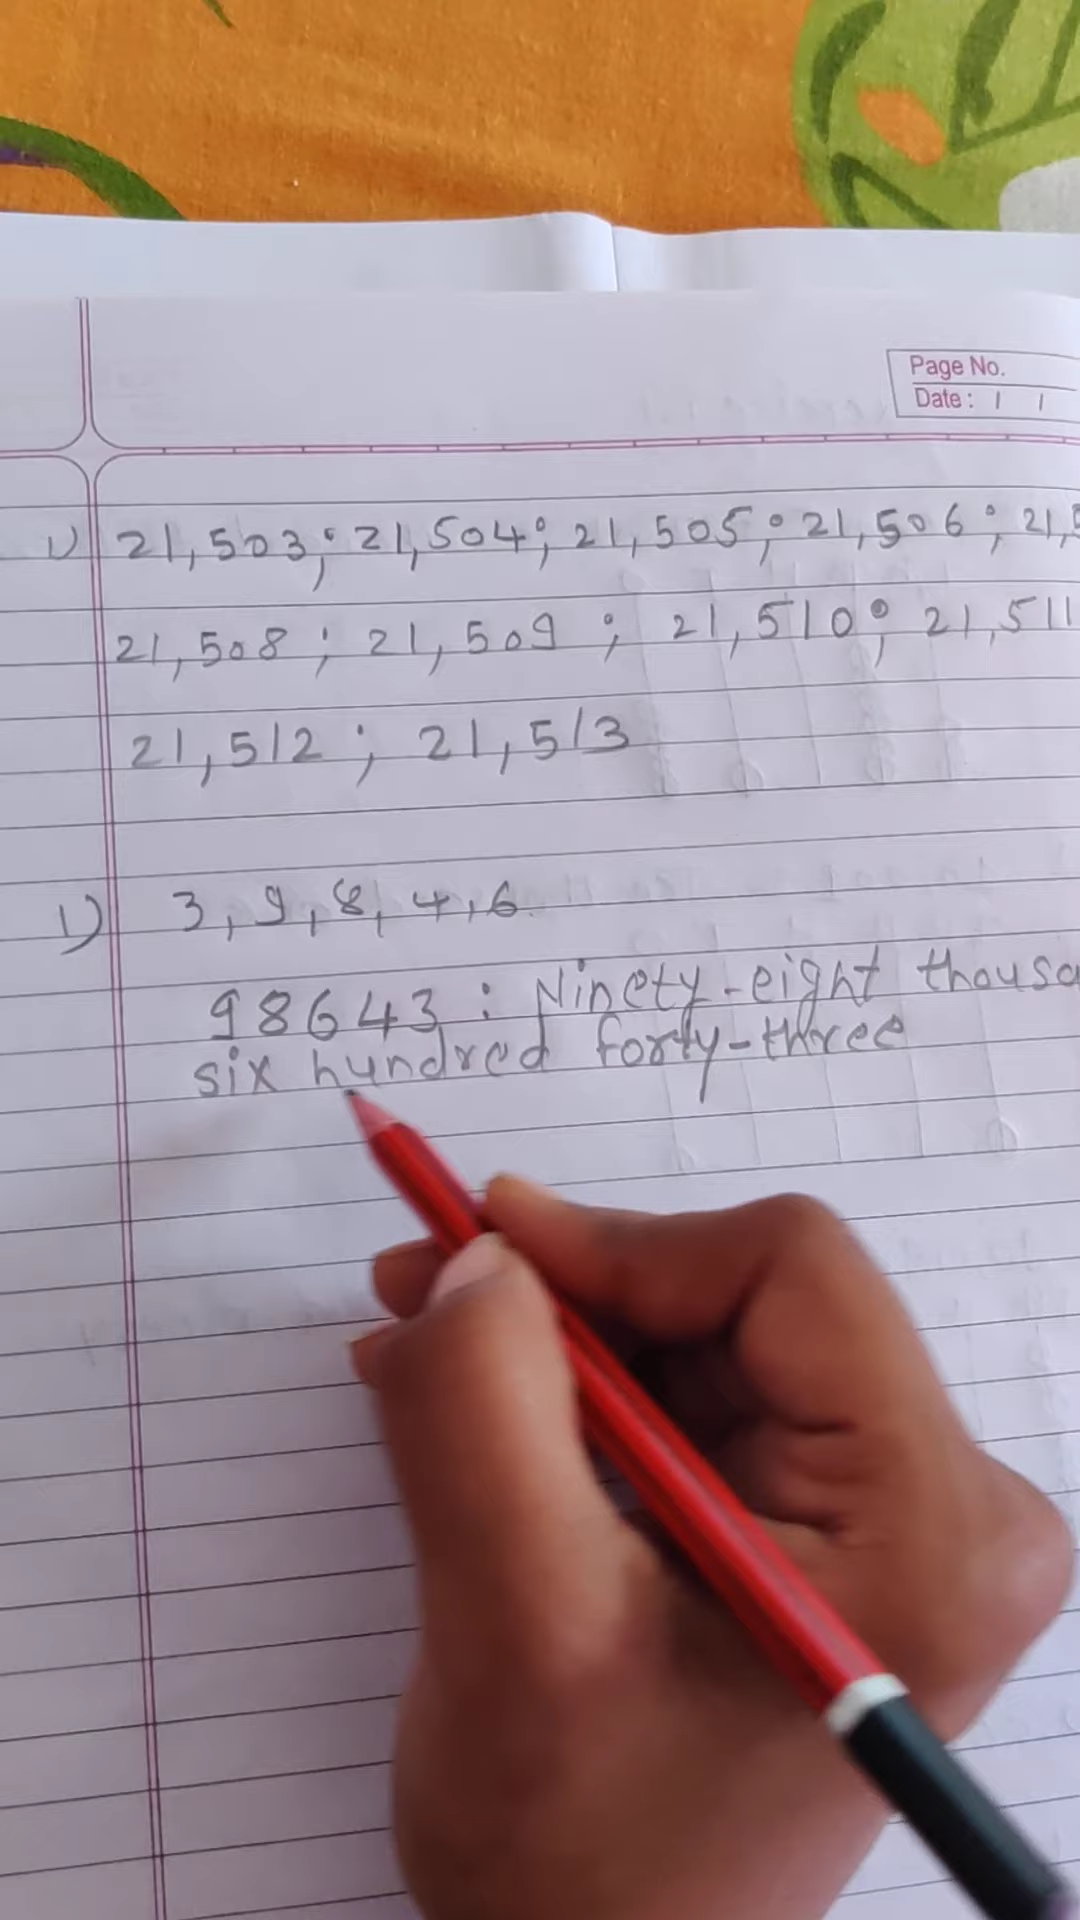 Page No.
Date : / /
1) 21,503; 21,504; 21,505; 21,506; 21,5
21,508 ; 21,509 ; 21,510; 21,511
21,512 ; 21,513
1) 3, 9, 8, 4, 6
98643 : Ninety-eight thousa
six hundred forty-three